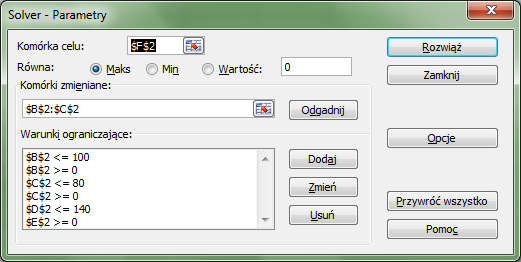 Solver - Parametry
Komórka celu: $F$2
Rozwiąż
Równa: Maks Min Wartość: 0
Zamknij
Komórki zmieniane:
$B$2:$C$2
Odgadnij
Warunki ograniczające:
Opcje
$B$2 <= 100
$B$2 >= 0
$C$2 <= 80
$C$2 >= 0
$D$2 <= 140
$E$2 >= 0
Dodaj
Zmień
Usuń
Przywróć wszystko
Pomoc